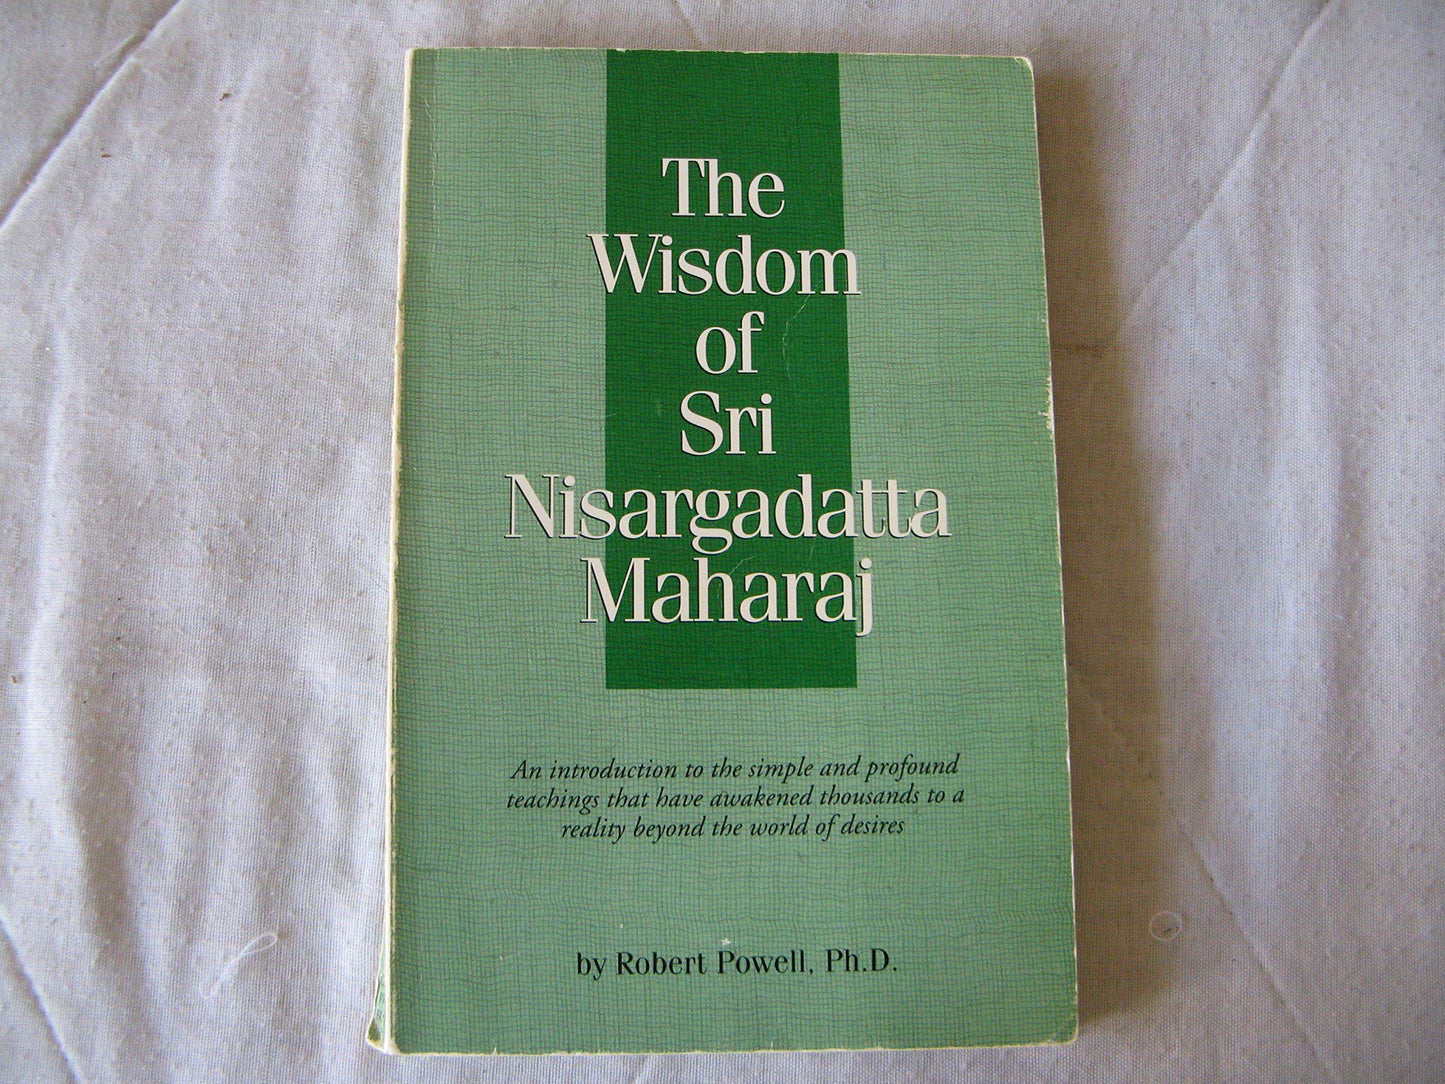 The
Wisdom
of
Sri
Nisargadatta
Maharaj
An introduction to the simple and profound
teachings that have awakened thousands to a
reality beyond the world of desires
by Robert Powell, Ph.D.